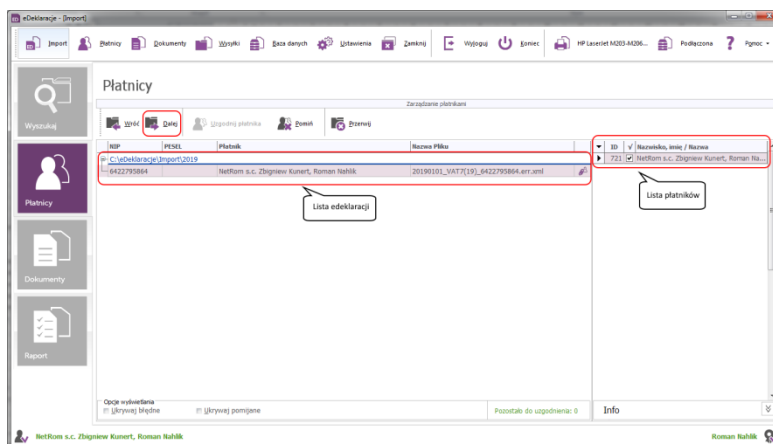 eDeklaracje - [Import]
Import Płatnicy Dokumenty Wysyłki Baza danych Ustawienia Zamknij Wyloguj Koniec HP LaserJet M203-M206... Podłączona Pomoc
Płatnicy
Zarządzanie płatnikami
Wyszukaj
Wróć Dalej Uzgodnij płatnika Pomiń Przerwij
NIP PESEL Płatnik Nazwa Pliku
ID √ Nazwisko, imię / Nazwa
C:\eDeklaracje\Import\2019
721 NetRom s.c. Zbigniew Kunert, Roman Na...
6422795864 NetRom s.c. Zbigniew Kunert, Roman Nahlik 20190101_VAT7(19)_6422795864.err.xml
Lista edeklaracji
Lista płatników
Płatnicy
Dokumenty
Raport
Opcje wyświetlania
Ukrywaj błędne Ukrywaj pomijane Pozostało do uzgodnienia: 0
Info
NetRom s.c. Zbigniew Kunert, Roman Nahlik
Roman Nahlik